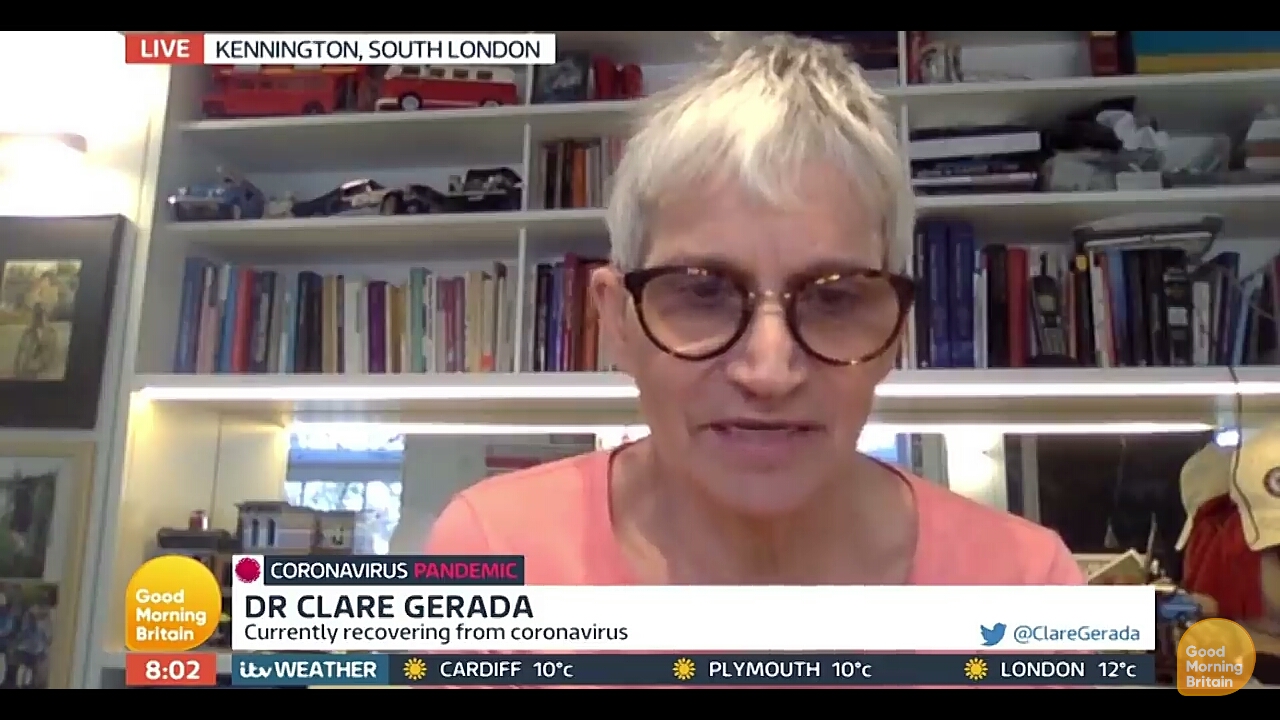 LIVE KENNINGTON, SOUTH LONDON
CORONAVIRUS PANDEMIC
Good
Morning
Britain
DR CLARE GERADA
Currently recovering from coronavirus
@ClareGerada
8:02 itv WEATHER CARDIFF 10°c PLYMOUTH 10°c LONDON 12°c
Good
Morning
Britain